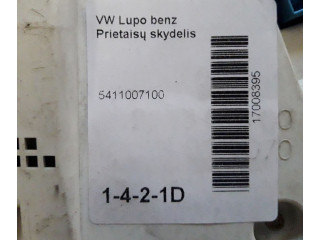 VW Lupo benz
Prietaisų skydelis
5411007100
17008395
1-4-2-1D